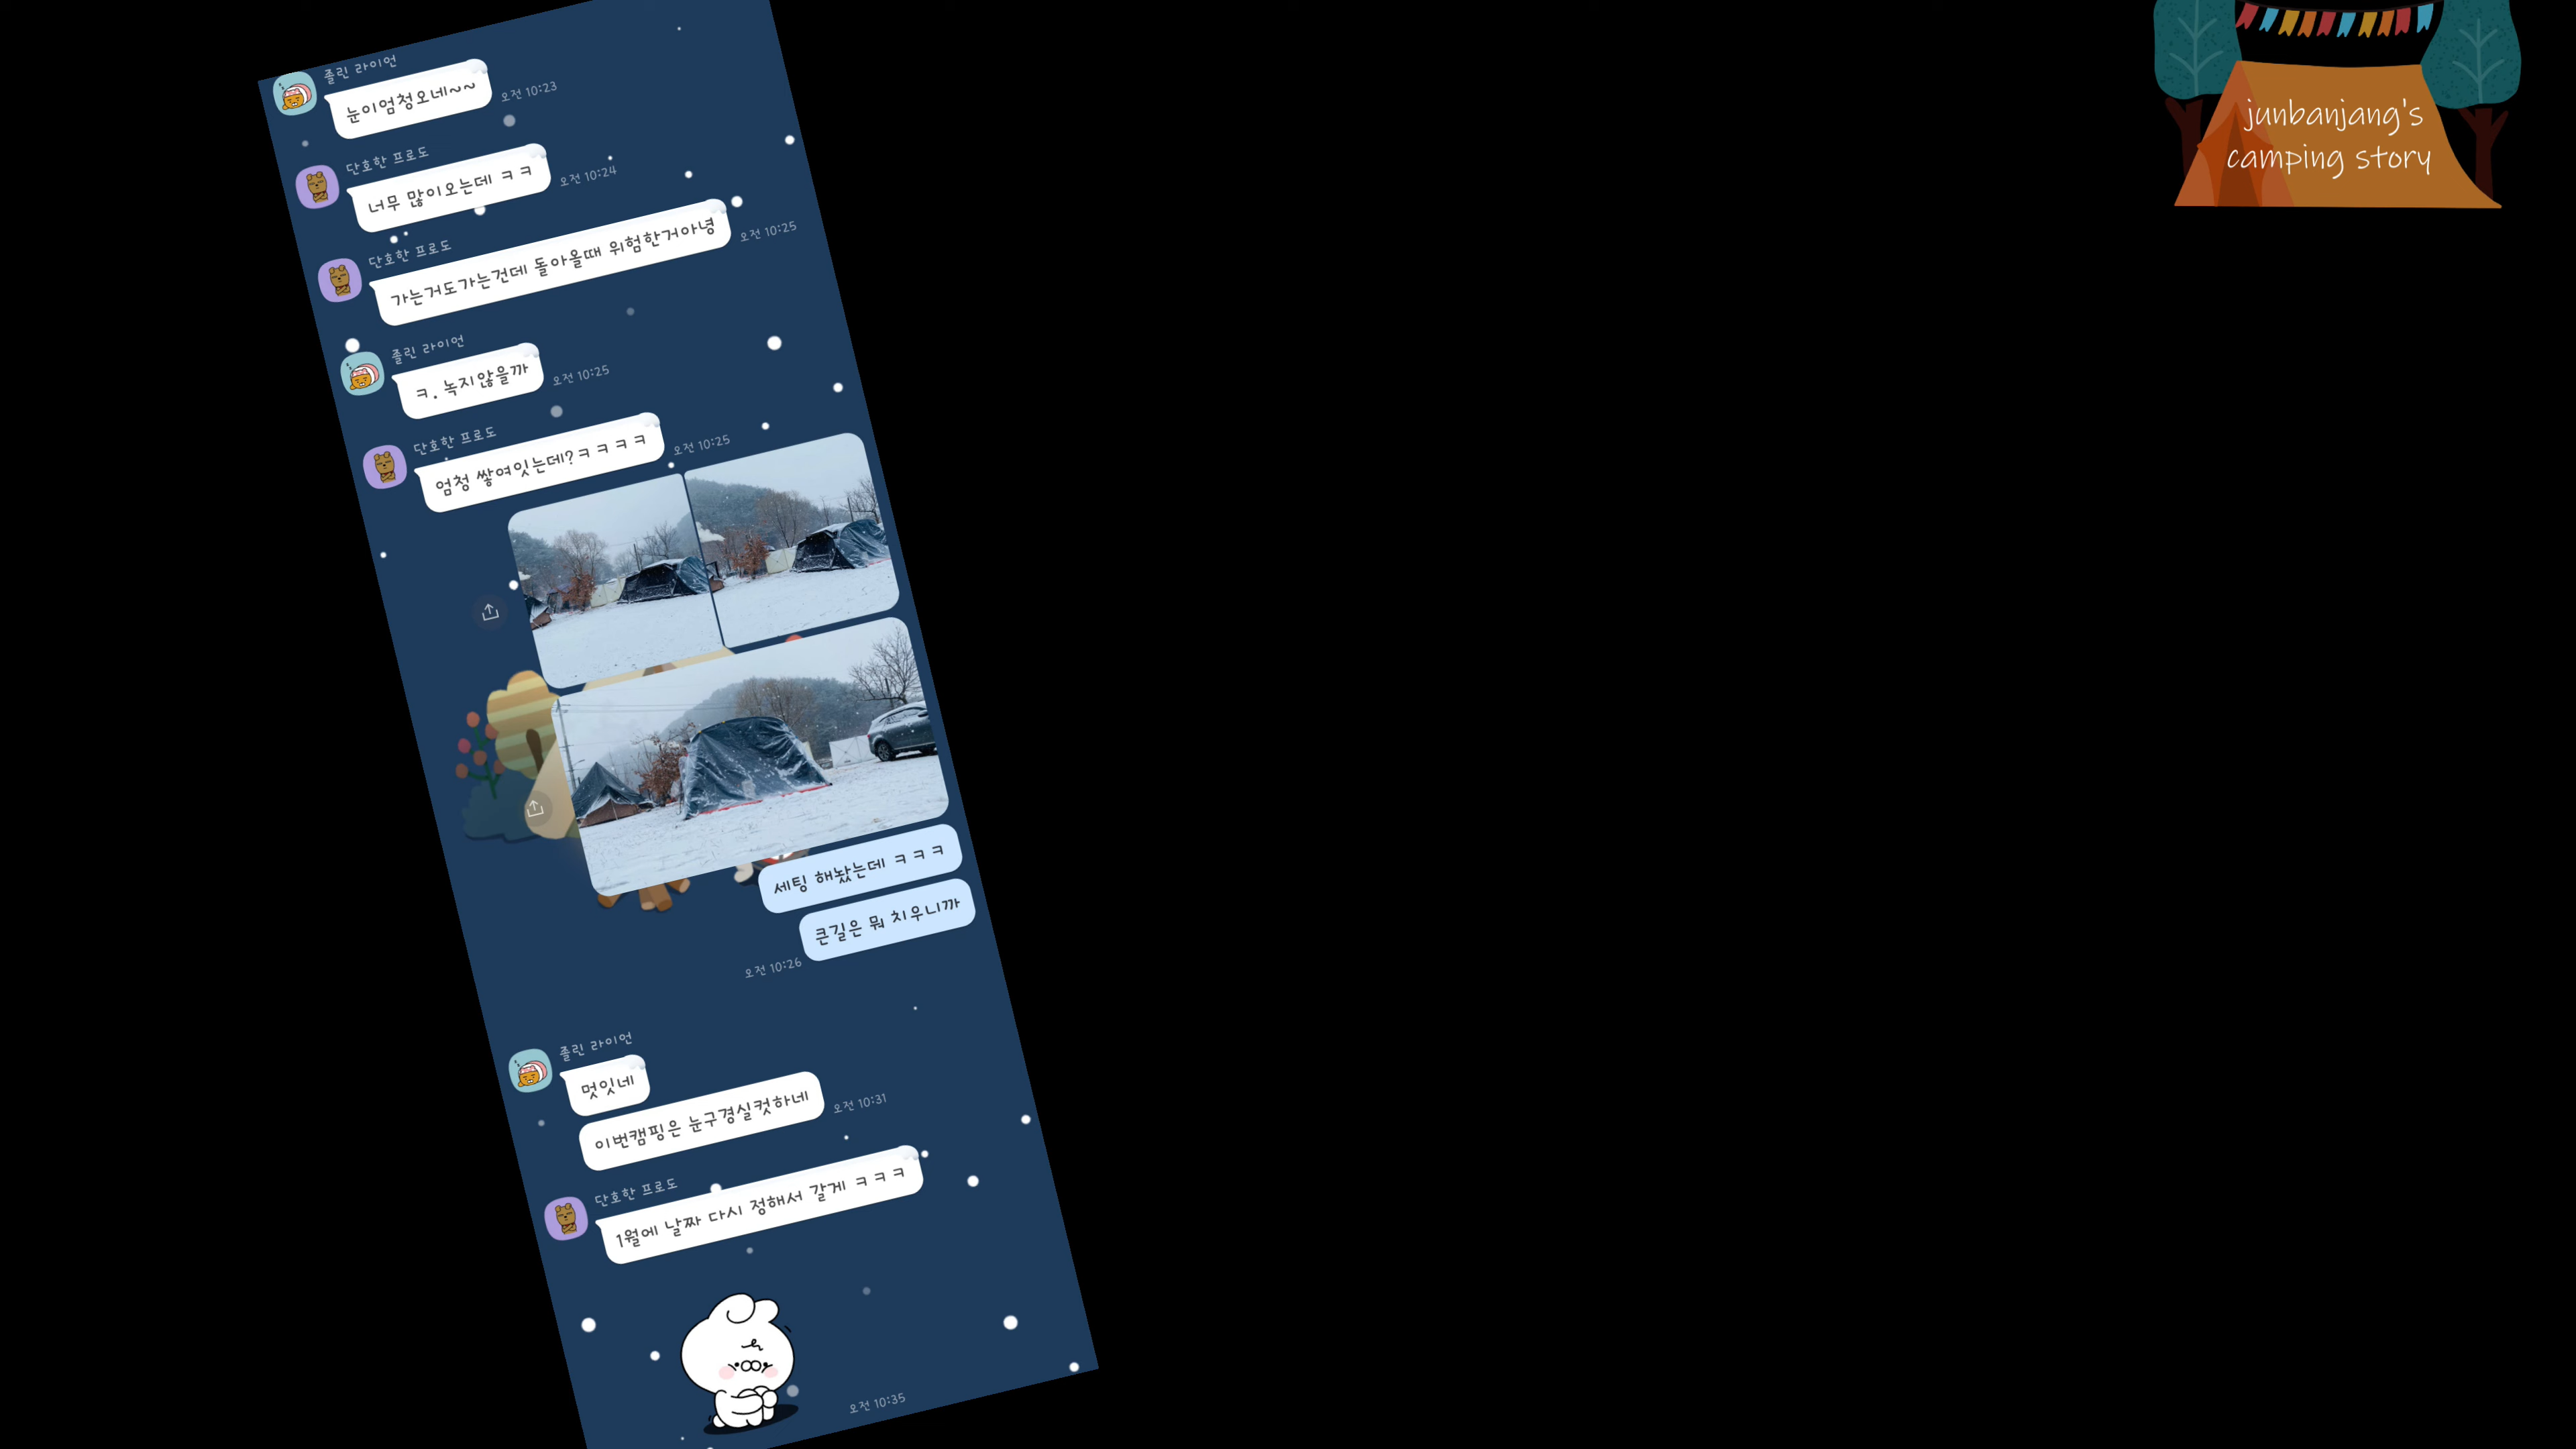 졸린 라이언
눈이엄청오네~~
오전 10:23
단호한 프로도
너무 많이오는데 ㅋㅋ
오전 10:24
단호한 프로도
가는거도가는건데 돌아올때 위험한거아녕
오전 10:25
졸린 라이언
ㅋ. 녹지않을까
오전 10:25
단호한 프로도
엄청 쌓여잇는데?ㅋㅋㅋㅋ
오전 10:25
세팅 해놨는데 ㅋㅋㅋ
큰길은 뭐 치우니까
오전 10:26
졸린 라이언
멋잇네
이번캠핑은 눈구경실컷하네
오전 10:31
단호한 프로도
1월에 날짜 다시 정해서 갈게 ㅋㅋㅋ
오전 10:35
junbanjang's
camping story